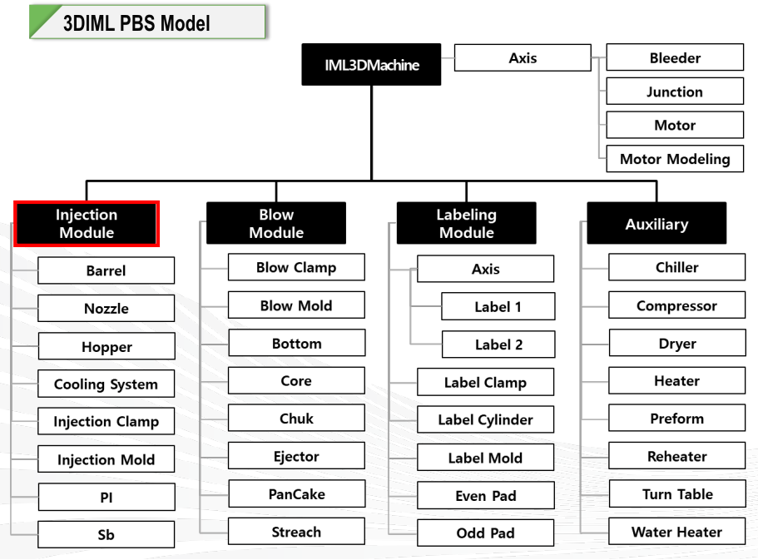 3DIML PBS Model
IML3DMachine
Axis
Bleeder
Junction
Motor
Motor Modeling
Injection
Module
Barrel
Nozzle
Hopper
Cooling System
Injection Clamp
Injection Mold
PI
Sb
Blow
Module
Blow Clamp
Blow Mold
Bottom
Core
Chuk
Ejector
PanCake
Streach
Labeling
Module
Axis
Label 1
Label 2
Label Clamp
Label Cylinder
Label Mold
Even Pad
Odd Pad
Auxiliary
Chiller
Compressor
Dryer
Heater
Preform
Reheater
Turn Table
Water Heater